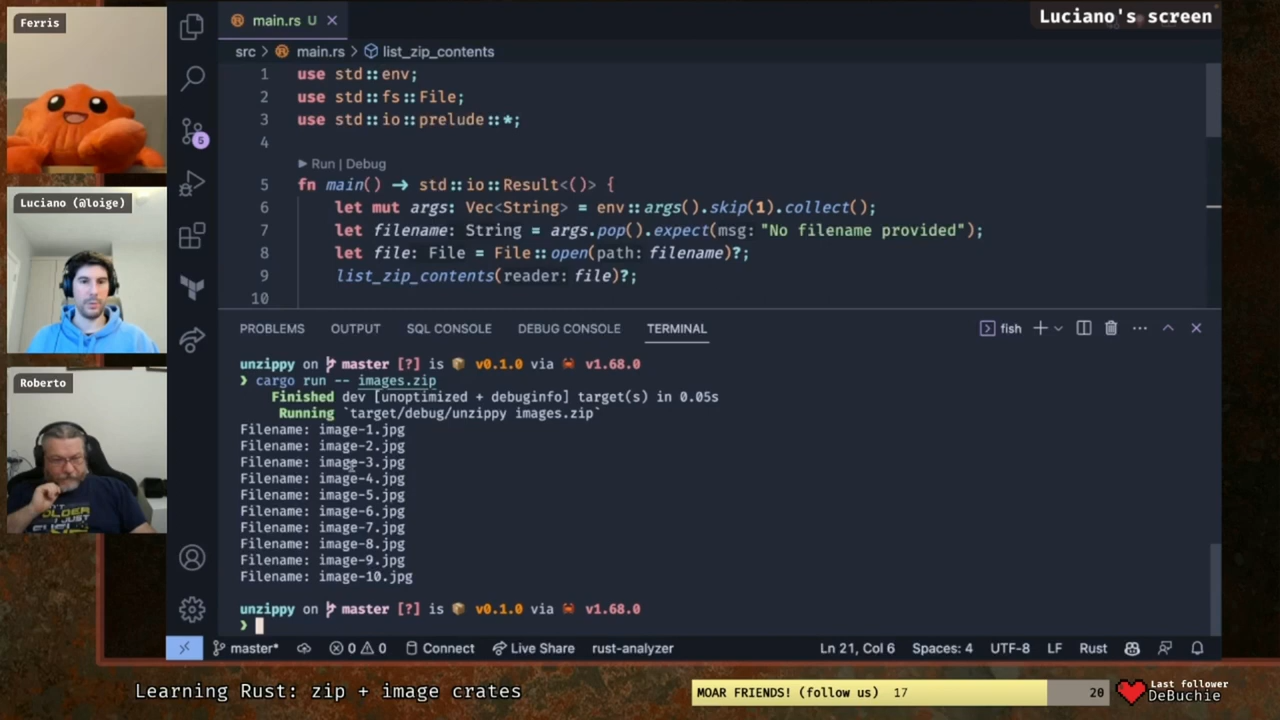 Ferris
Luciano (@loige)
Roberto
main.rs U
Luciano's screen
src > main.rs > list_zip_contents
1 use std::env;
2 use std::fs::File;
3 use std::io::prelude::*;
4
Run | Debug
5 fn main() → std::io::Result<()> {
6 let mut args: Vec<String> = env::args().skip(1).collect();
7 let filename: String = args.pop().expect(msg: "No filename provided");
8 let file: File = File::open(path: filename)?;
9 list_zip_contents(reader: file)?;
10
5
PROBLEMS OUTPUT SQL CONSOLE DEBUG CONSOLE TERMINAL fish
unzippy on master [?] is 📦 v0.1.0 via 🦀 v1.68.0
❯ cargo run -- images.zip
Finished dev [unoptimized + debuginfo] target(s) in 0.05s
Running `target/debug/unzippy images.zip`
Filename: image-1.jpg
Filename: image-2.jpg
Filename: image-3.jpg
Filename: image-4.jpg
Filename: image-5.jpg
Filename: image-6.jpg
Filename: image-7.jpg
Filename: image-8.jpg
Filename: image-9.jpg
Filename: image-10.jpg
unzippy on master [?] is 📦 v0.1.0 via 🦀 v1.68.0
❯
master* 0 0 Connect Live Share rust-analyzer Ln 21, Col 6 Spaces: 4 UTF-8 LF Rust
Learning Rust: zip + image crates
MOAR FRIENDS! (follow us) 17 20
Last follower
DeBuchie